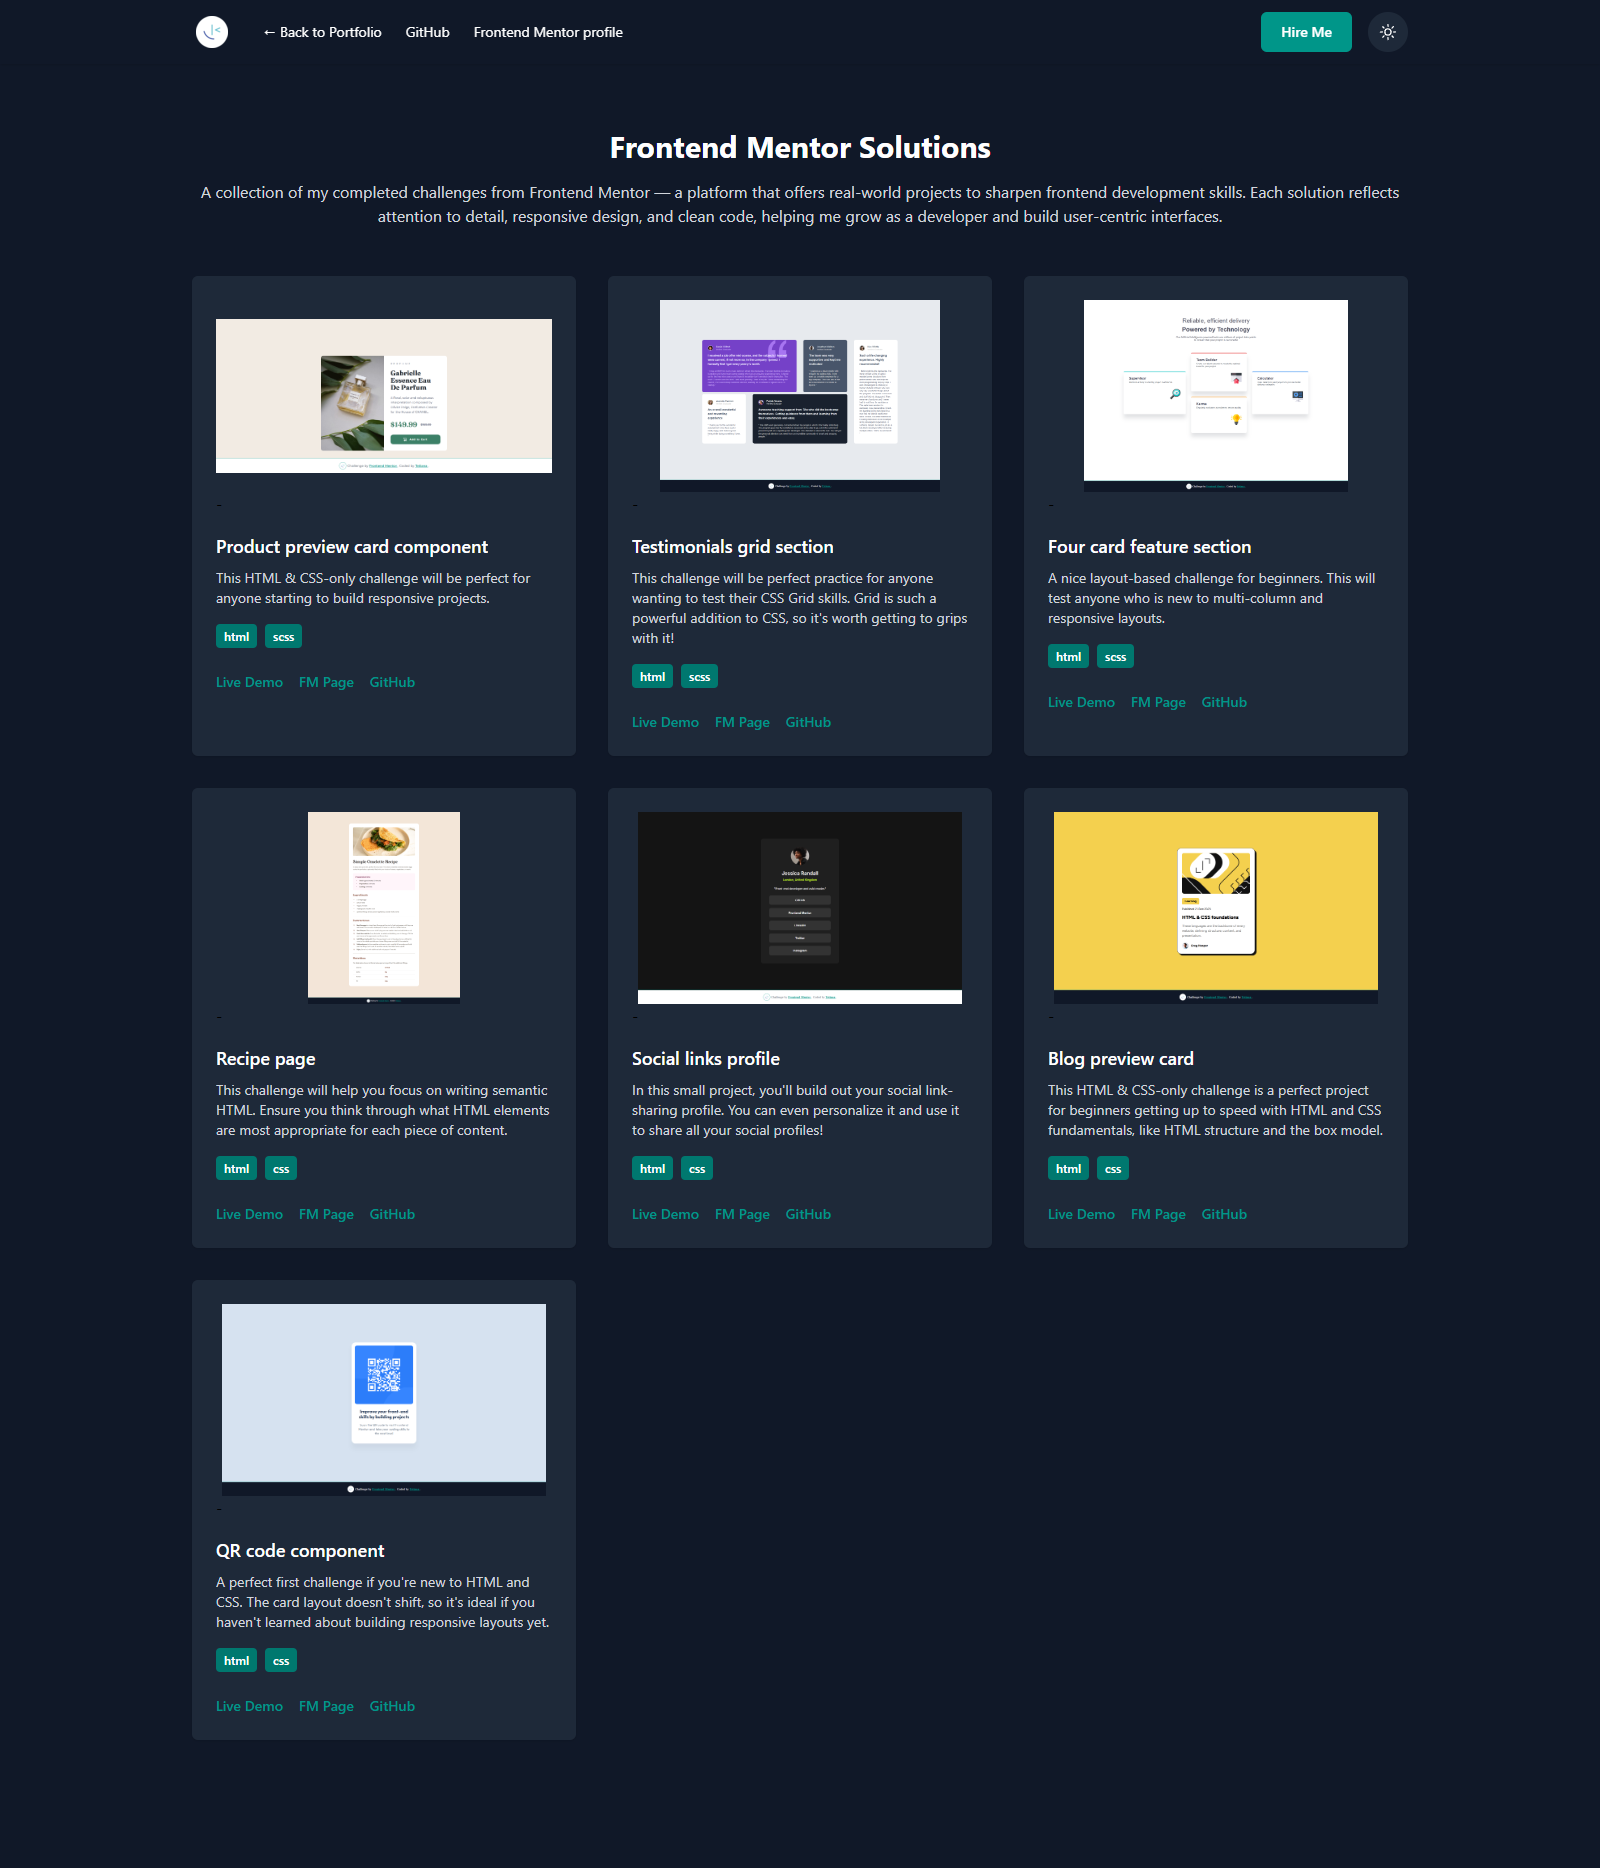 ← Back to Portfolio
GitHub
Frontend Mentor profile
Hire Me
Frontend Mentor Solutions
A collection of my completed challenges from Frontend Mentor — a platform that offers real-world projects to sharpen frontend development skills. Each solution reflects
attention to detail, responsive design, and clean code, helping me grow as a developer and build user-centric interfaces.
Gabrielle
Essence Eau
De Parfum
$149.99
-
Product preview card component
This HTML & CSS-only challenge will be perfect for
anyone starting to build responsive projects.
html
scss
Live Demo
FM Page
GitHub
-
Testimonials grid section
This challenge will be perfect practice for anyone
wanting to test their CSS Grid skills. Grid is such a
powerful addition to CSS, so it's worth getting to grips
with it!
html
scss
Live Demo
FM Page
GitHub
Reliable, efficient delivery
Powered by Technology
-
Four card feature section
A nice layout-based challenge for beginners. This will
test anyone who is new to multi-column and
responsive layouts.
html
scss
Live Demo
FM Page
GitHub
-
Recipe page
This challenge will help you focus on writing semantic
HTML. Ensure you think through what HTML elements
are most appropriate for each piece of content.
html
css
Live Demo
FM Page
GitHub
Jessica Randall
-
Social links profile
In this small project, you'll build out your social link-
sharing profile. You can even personalize it and use it
to share all your social profiles!
html
css
Live Demo
FM Page
GitHub
HTML & CSS foundations
-
Blog preview card
This HTML & CSS-only challenge is a perfect project
for beginners getting up to speed with HTML and CSS
fundamentals, like HTML structure and the box model.
html
css
Live Demo
FM Page
GitHub
Improve your front-end
skills by building projects
-
QR code component
A perfect first challenge if you're new to HTML and
CSS. The card layout doesn't shift, so it's ideal if you
haven't learned about building responsive layouts yet.
html
css
Live Demo
FM Page
GitHub